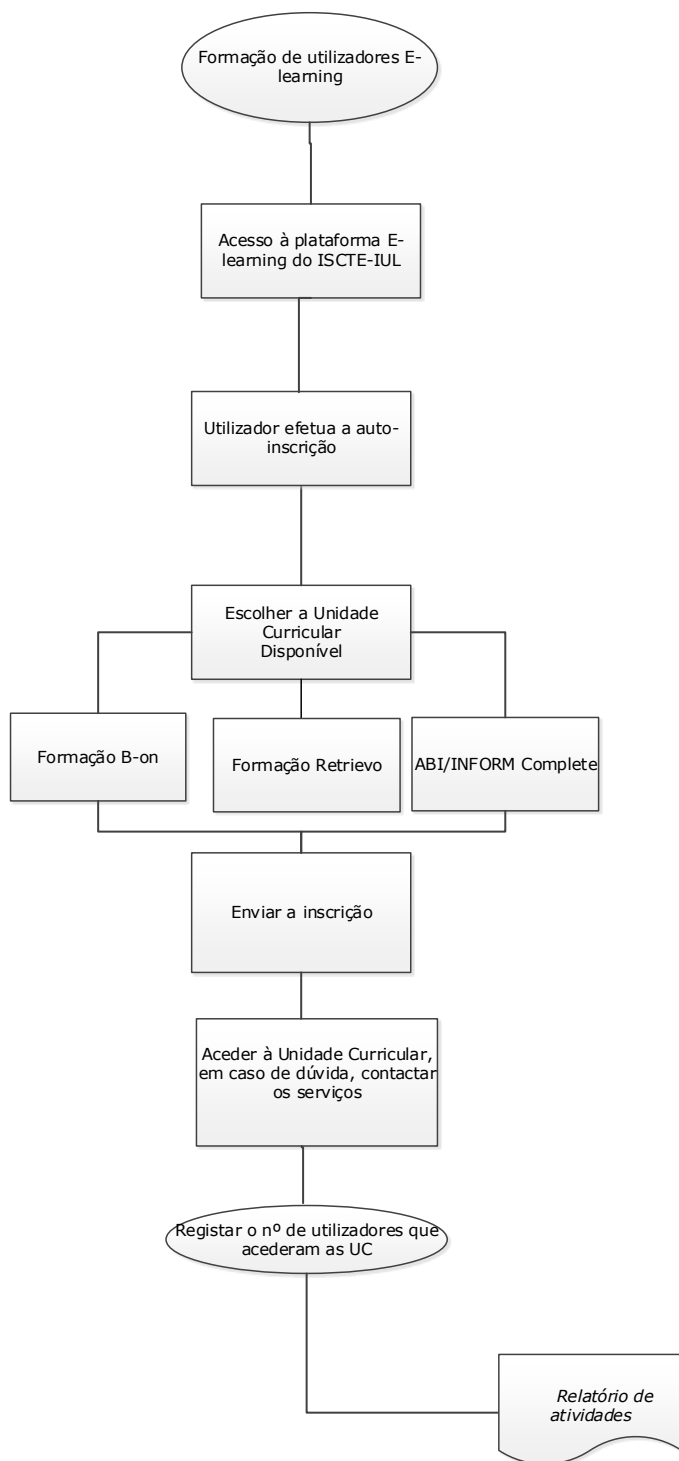 Formação de utilizadores E-
learning
Acesso à plataforma E-
learning do ISCTE-IUL
Utilizador efetua a auto-
inscrição
Escolher a Unidade
Curricular
Disponível
Formação B-on
Formação Retrievo
ABI/INFORM Complete
Enviar a inscrição
Aceder à Unidade Curricular,
em caso de dúvida, contactar
os serviços
Registar o nº de utilizadores que
acederam as UC
Relatório de
atividades